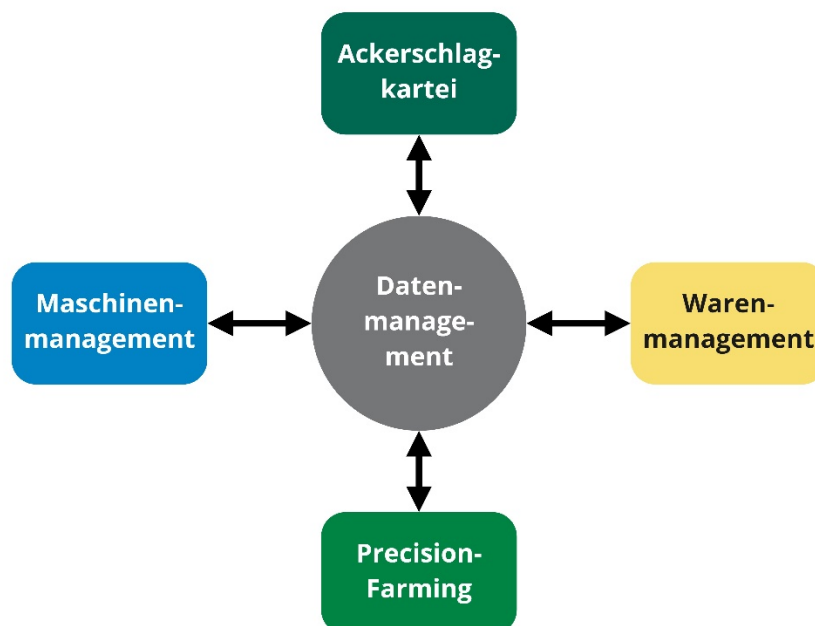 Ackerschlag-
kartei
Maschinen-
management
Daten-
manage-
ment
Waren-
management
Precision-
Farming